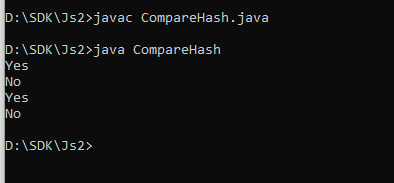 D:\SDK\Js2>javac CompareHash.java
D:\SDK\Js2>java CompareHash
Yes
No
Yes
No
D:\SDK\Js2>